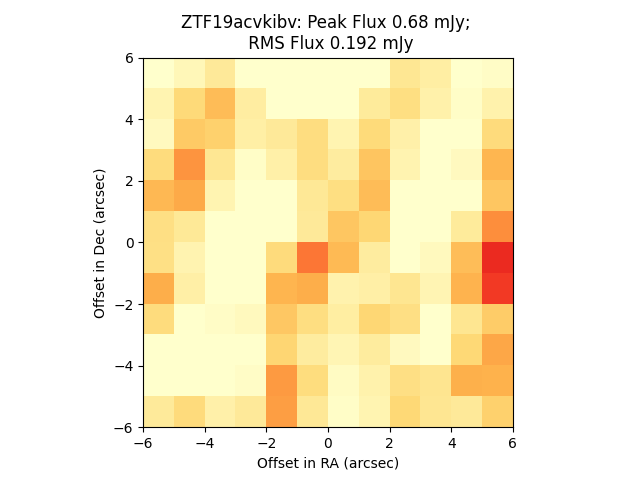 ZTF19acvkibv: Peak Flux 0.68 mJy;
RMS Flux 0.192 mJy
6
4
2
0
−2
−4
−6
Offset in Dec (arcsec)
−6 −4 −2 0 2 4 6
Offset in RA (arcsec)